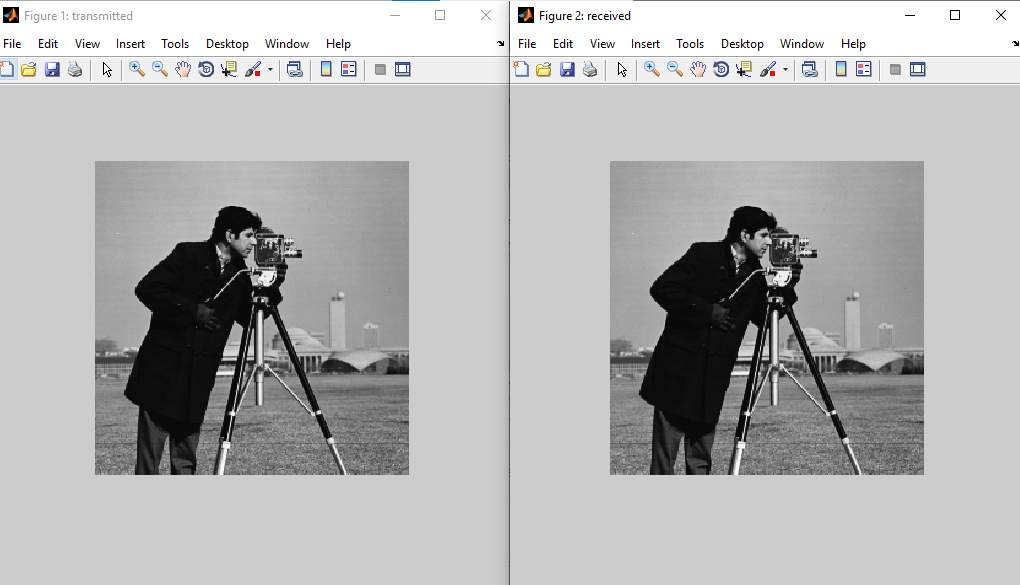 Figure 1: transmitted
File Edit View Insert Tools Desktop Window Help
Figure 2: received
File Edit View Insert Tools Desktop Window Help